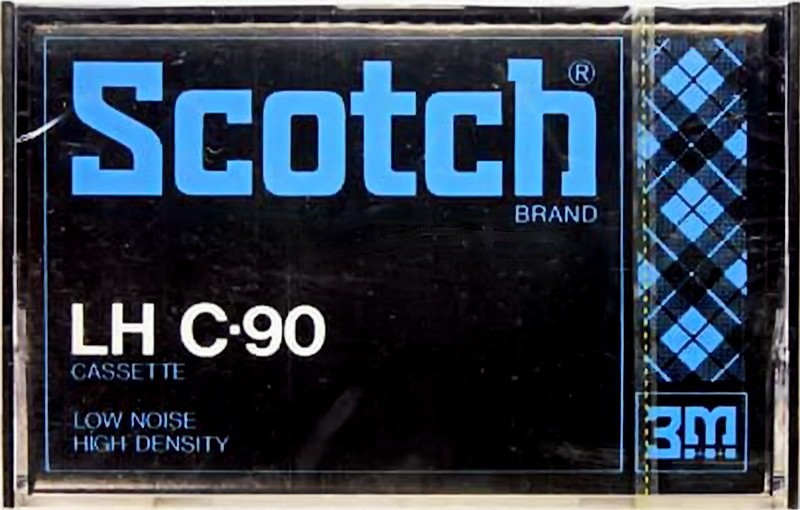 Scotch®
BRAND
LH C·90
CASSETTE
LOW NOISE
HIGH DENSITY
3M